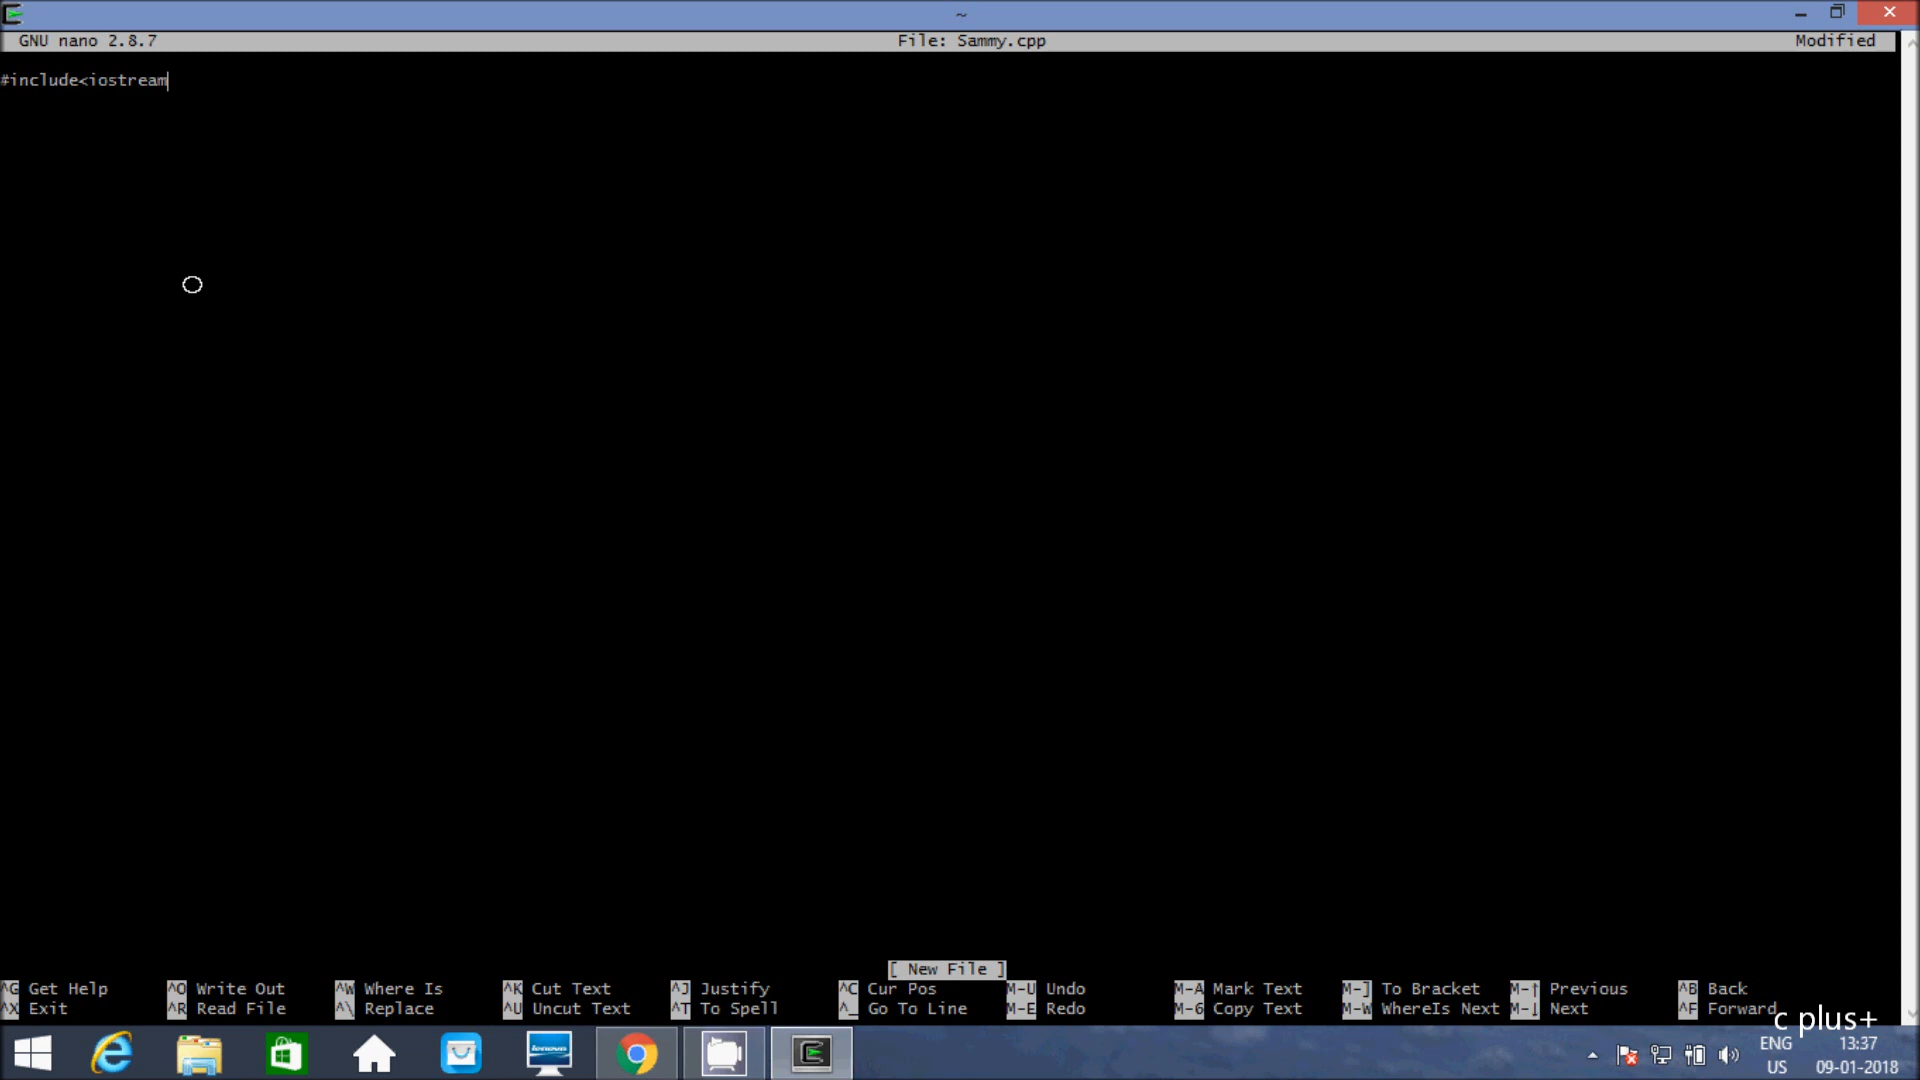 ~
GNU nano 2.8.7 File: Sammy.cpp Modified
#include<iostream
[ New File ]
^G Get Help ^O Write Out ^W Where Is ^K Cut Text ^J Justify ^C Cur Pos M-U Undo M-A Mark Text M-] To Bracket M-↑ Previous ^B Back
^X Exit ^R Read File ^\ Replace ^U Uncut Text ^T To Spell ^_ Go To Line M-E Redo M-6 Copy Text M-W WhereIs Next M-↓ Next ^F Forward
c plus+
ENG 13:37
US 09-01-2018